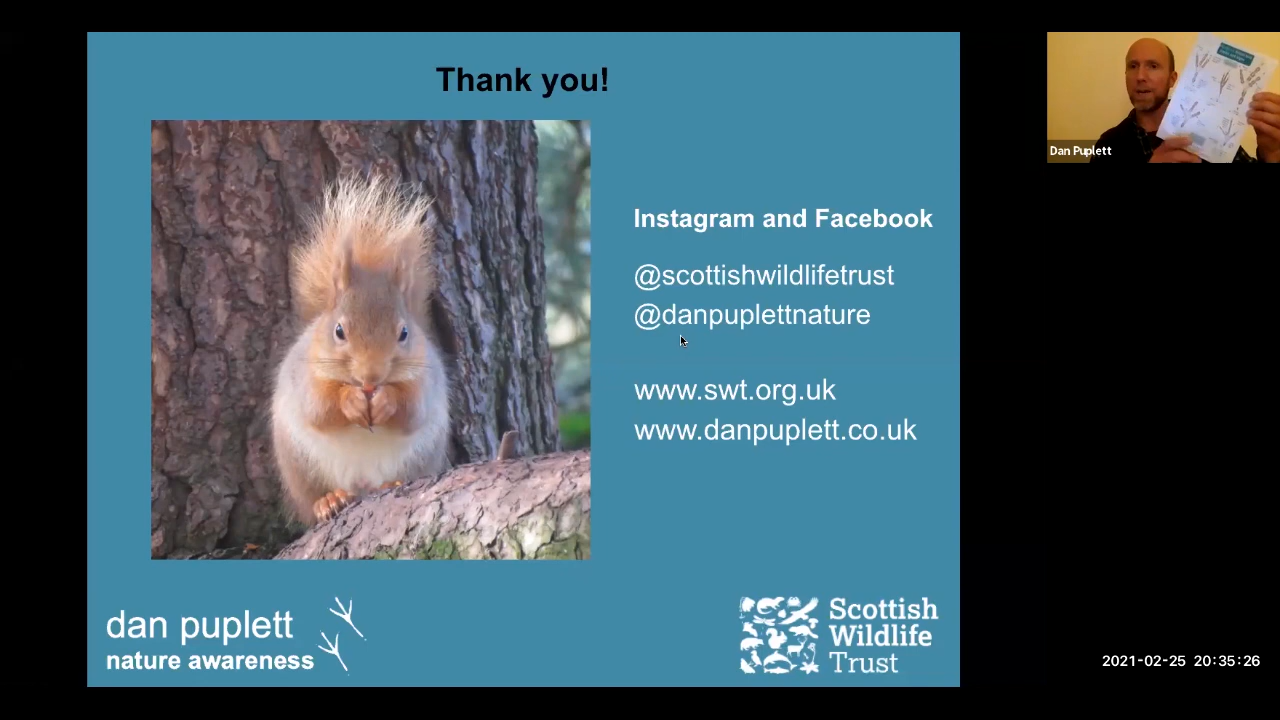 Thank you!
Instagram and Facebook
@scottishwildlifetrust
@danpuplettnature
www.swt.org.uk
www.danpuplett.co.uk
dan puplett
nature awareness
Scottish
Wildlife
Trust
Dan Puplett
2021-02-25 20:35:26